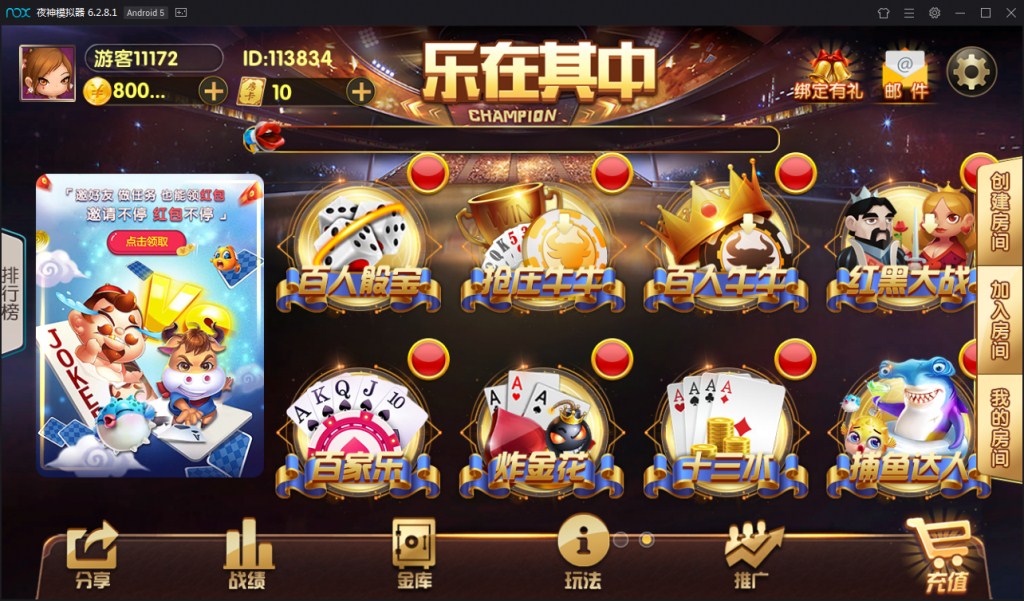 nox 夜神模拟器 6.2.8.1 Android 5
游客11172
ID:113834
800...
10
乐在其中
CHAMPION
绑定有礼
邮件
「邀好友 做任务 也能领红包
邀请不停 红包不停」
点击领取
JOKER
排行榜
百人骰宝
抢庄牛牛
百人牛牛
红黑大战
百家乐
炸金花
十三水
捕鱼达人
创建房间
加入房间
我的房间
分享
战绩
金库
玩法
推广
充值